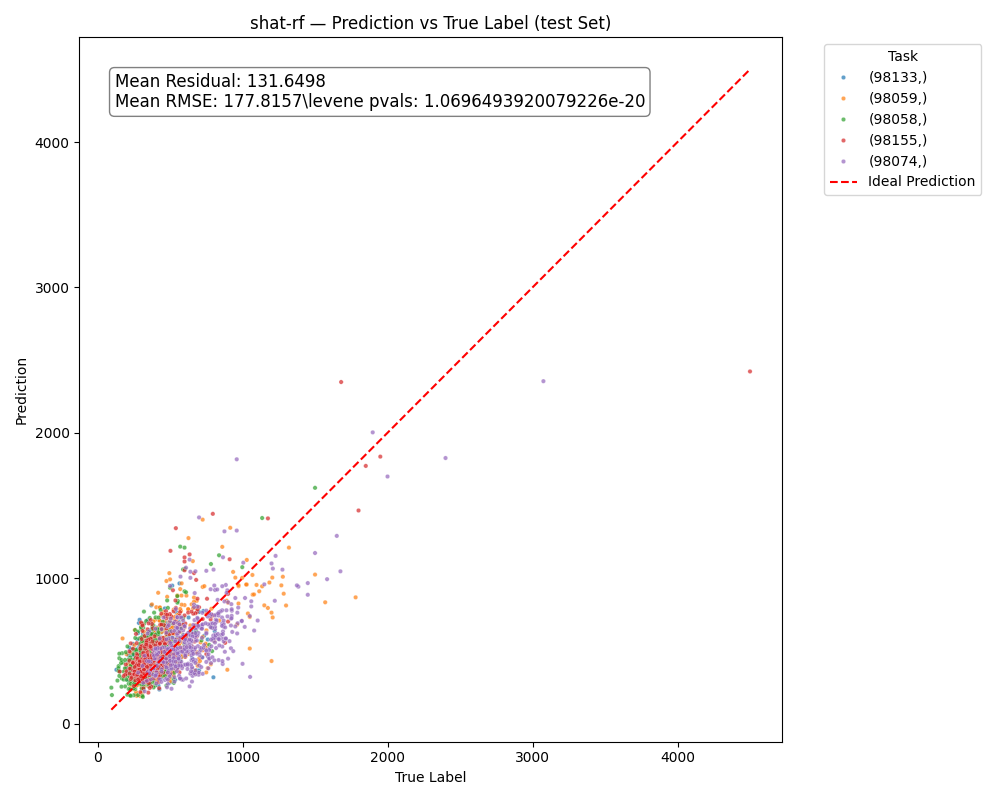 shat-rf — Prediction vs True Label (test Set)
Mean Residual: 131.6498
Mean RMSE: 177.8157\levene pvals: 1.0696493920079226e-20
Task
(98133,)
(98059,)
(98058,)
(98155,)
(98074,)
Ideal Prediction
Prediction
4000
3000
2000
1000
0
0 1000 2000 3000 4000
True Label